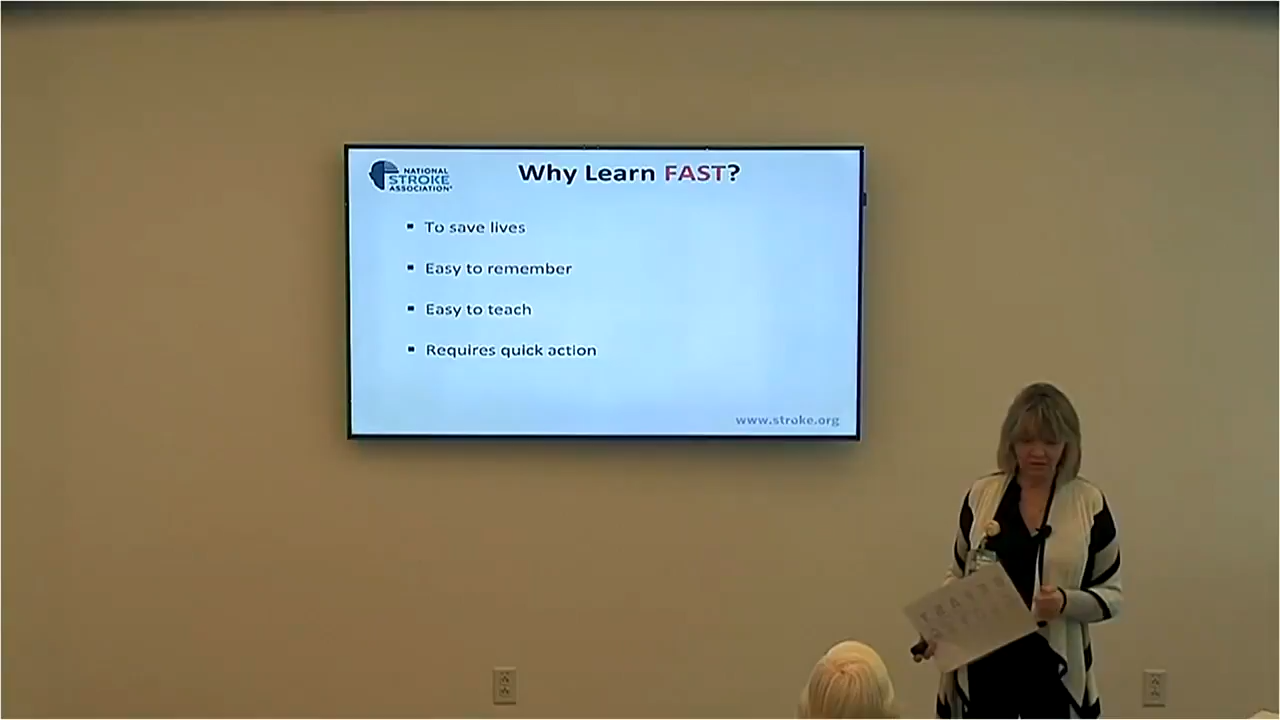 NATIONAL
STROKE
ASSOCIATION
Why Learn FAST?
▪ To save lives
▪ Easy to remember
▪ Easy to teach
▪ Requires quick action
www.stroke.org